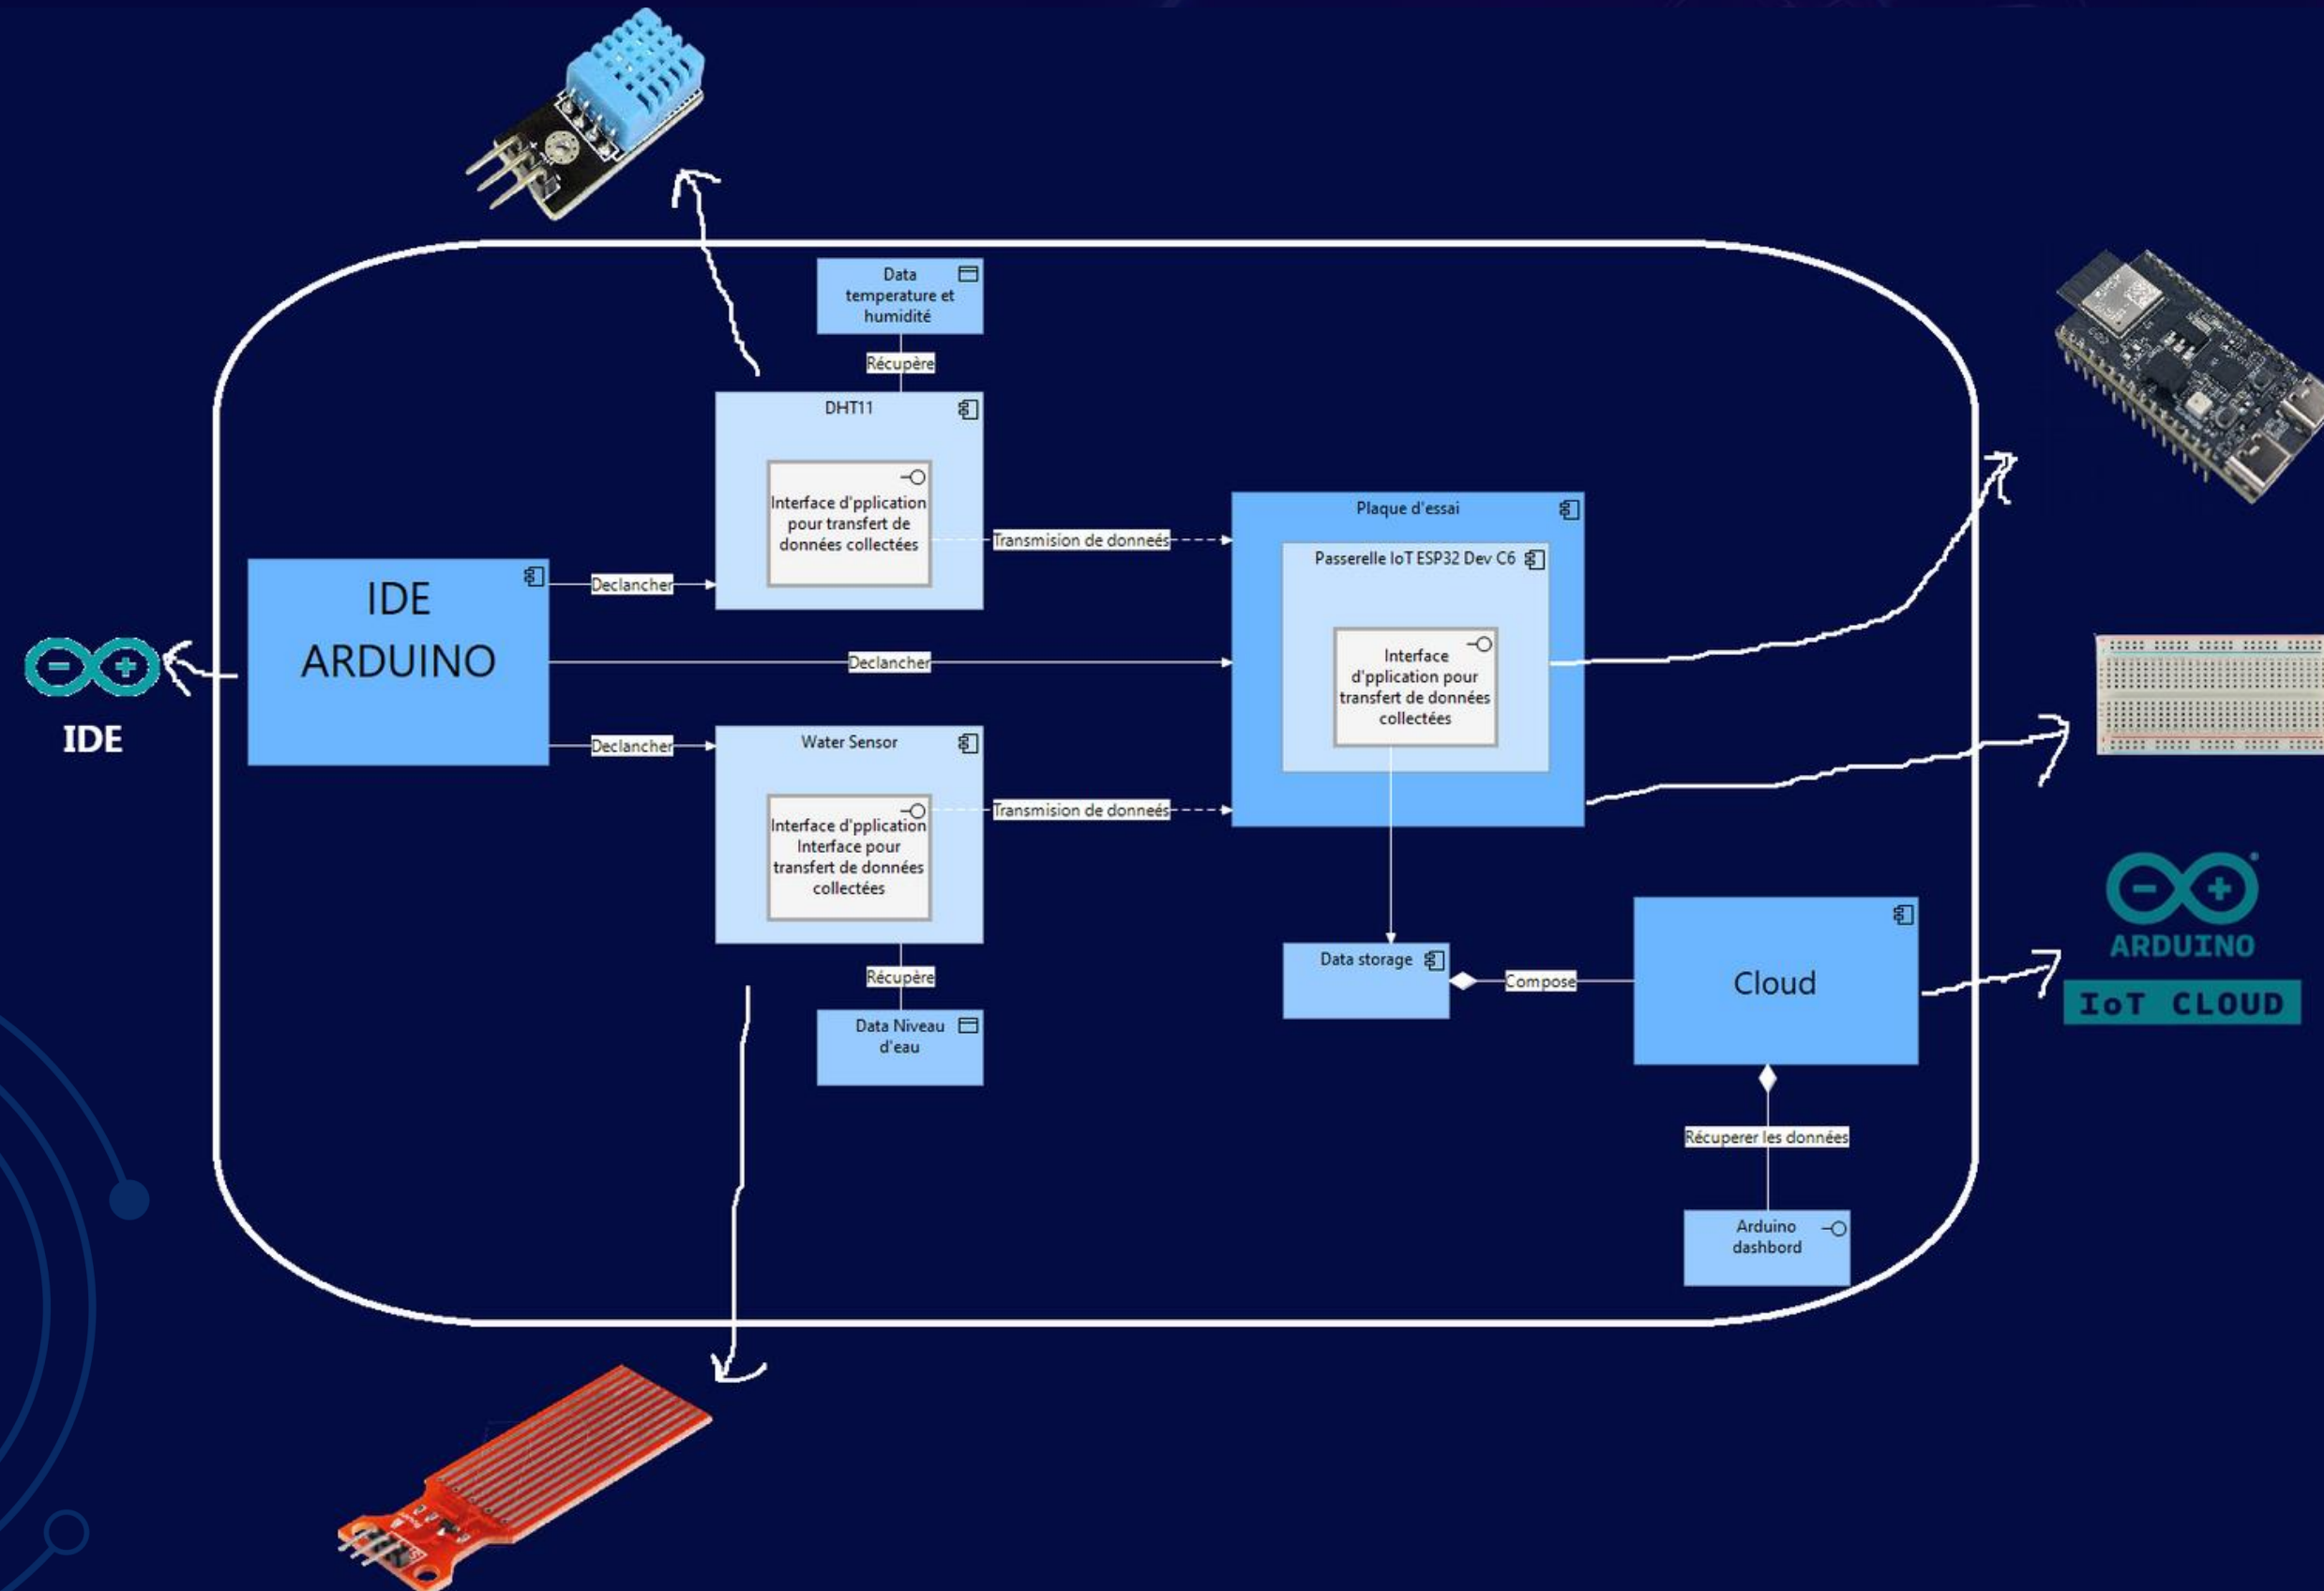 Data
temperature et
humidité
Récupère
DHT11
Interface d'pplication
pour transfert de
données collectées
Transmision de donneés
Plaque d'essai
Passerelle IoT ESP32 Dev C6
Interface
d'pplication pour
transfert de données
collectées
IDE
ARDUINO
Declancher
Declancher
Declancher
IDE
Water Sensor
Interface d'pplication
Interface pour
transfert de données
collectées
Transmision de donneés
Récupère
Data Niveau
d'eau
Data storage
Compose
Cloud
ARDUINO
IoT CLOUD
Récuperer les données
Arduino
dashbord